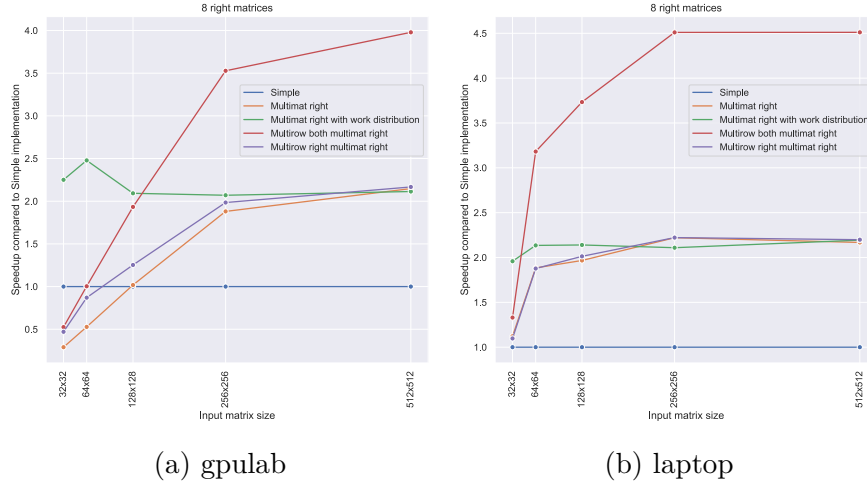 8 right matrices
Speedup compared to Simple implementation
4.0
3.5
3.0
2.5
2.0
1.5
1.0
0.5
Simple
Multimat right
Multimat right with work distribution
Multirow both multimat right
Multirow right multimat right
32x32
64x64
128x128
256x256
512x512
Input matrix size
(a) gpulab
8 right matrices
Speedup compared to Simple implementation
4.5
4.0
3.5
3.0
2.5
2.0
1.5
1.0
Simple
Multimat right
Multimat right with work distribution
Multirow both multimat right
Multirow right multimat right
32x32
64x64
128x128
256x256
512x512
Input matrix size
(b) laptop